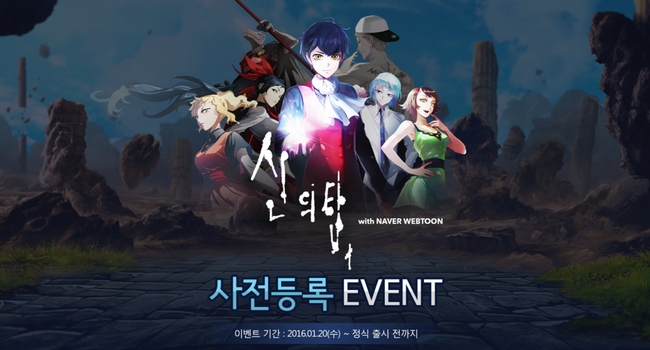 신의탑
with NAVER WEBTOON
사전등록 EVENT
이벤트 기간 : 2016.01.20(수) ~ 정식 출시 전까지